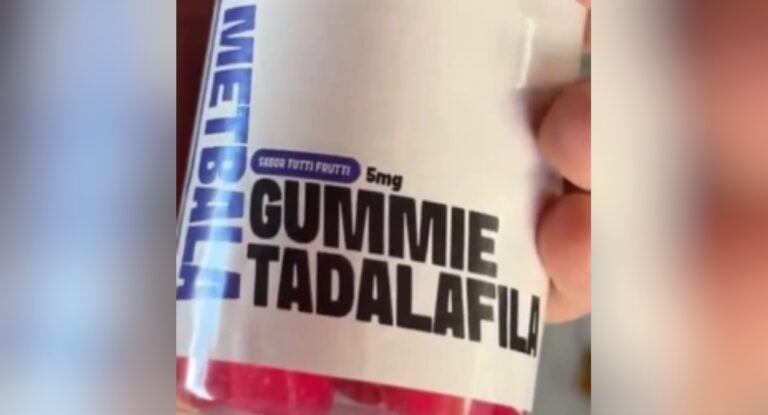 METBALA
SABOR TUTTI FRUTTI 5mg
GUMMIE
TADALAFILA